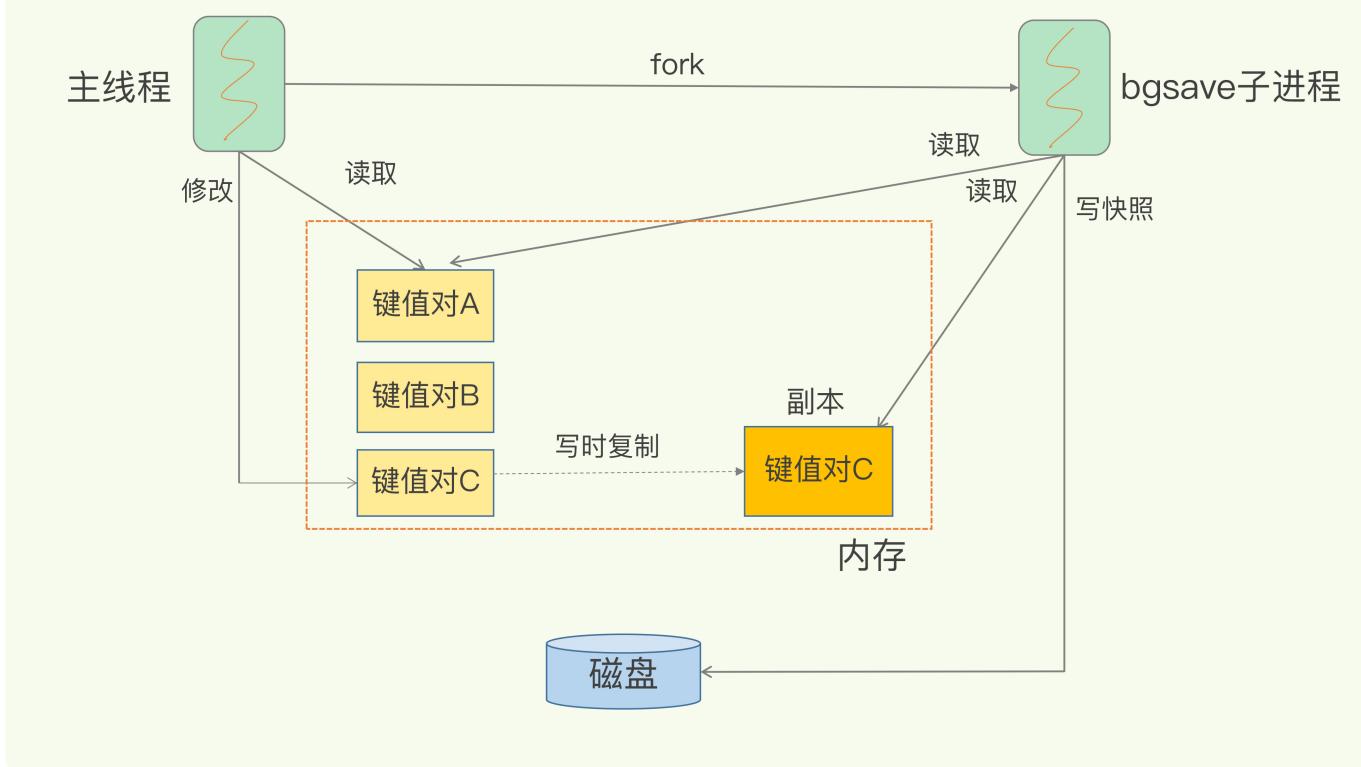 fork
主线程
bgsave子进程
读取
读取
修改
读取
写快照
键值对A
键值对B
副本
写时复制
键值对C
键值对C
内存
磁盘